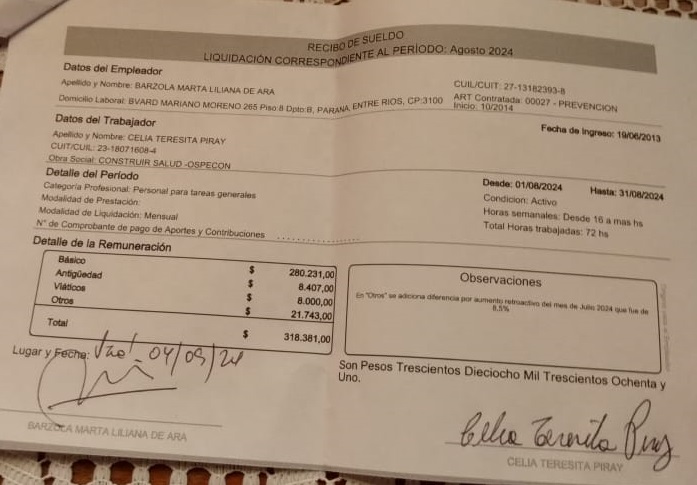 RECIBO DE SUELDO
LIQUIDACIÓN CORRESPONDIENTE AL PERÍODO: Agosto 2024
Datos del Empleador
Apellido y Nombre: BARZOLA MARTA LILIANA DE ARA
CUIL/CUIT: 27-13182393-8
Domicilio Laboral: BVARD MARIANO MORENO 265 Piso:8 Dpto:B, PARANA, ENTRE RIOS, CP:3100
ART Contratada: 00027 - PREVENCION
Inicio: 10/2014
Datos del Trabajador
Fecha de Ingreso: 19/06/2013
Apellido y Nombre: CELIA TERESITA PIRAY
CUIT/CUIL: 23-18071608-4
Obra Social: CONSTRUIR SALUD -OSPECON
Detalle del Período
Desde: 01/08/2024 Hasta: 31/08/2024
Categoría Profesional: Personal para tareas generales
Condicion: Activo
Modalidad de Prestación:
Horas semanales: Desde 16 a mas hs
Modalidad de Liquidación: Mensual
Total Horas trabajadas: 72 hs
N° de Comprobante de pago de Aportes y Contribuciones
Detalle de la Remuneración
Básico $ 280.231,00
Antigüedad $ 8.407,00
Viáticos $ 8.000,00
Otros $ 21.743,00
Total $ 318.381,00
Observaciones
En "Otros" se adiciona diferencia por aumento retroactivo del mes de Julio 2024 que fue de
8,5%
Lugar y Fecha: 04/09/24
Son Pesos Trescientos Dieciocho Mil Trescientos Ochenta y
Uno.
BARZOLA MARTA LILIANA DE ARA
Celia Teresita Piray
CELIA TERESITA PIRAY